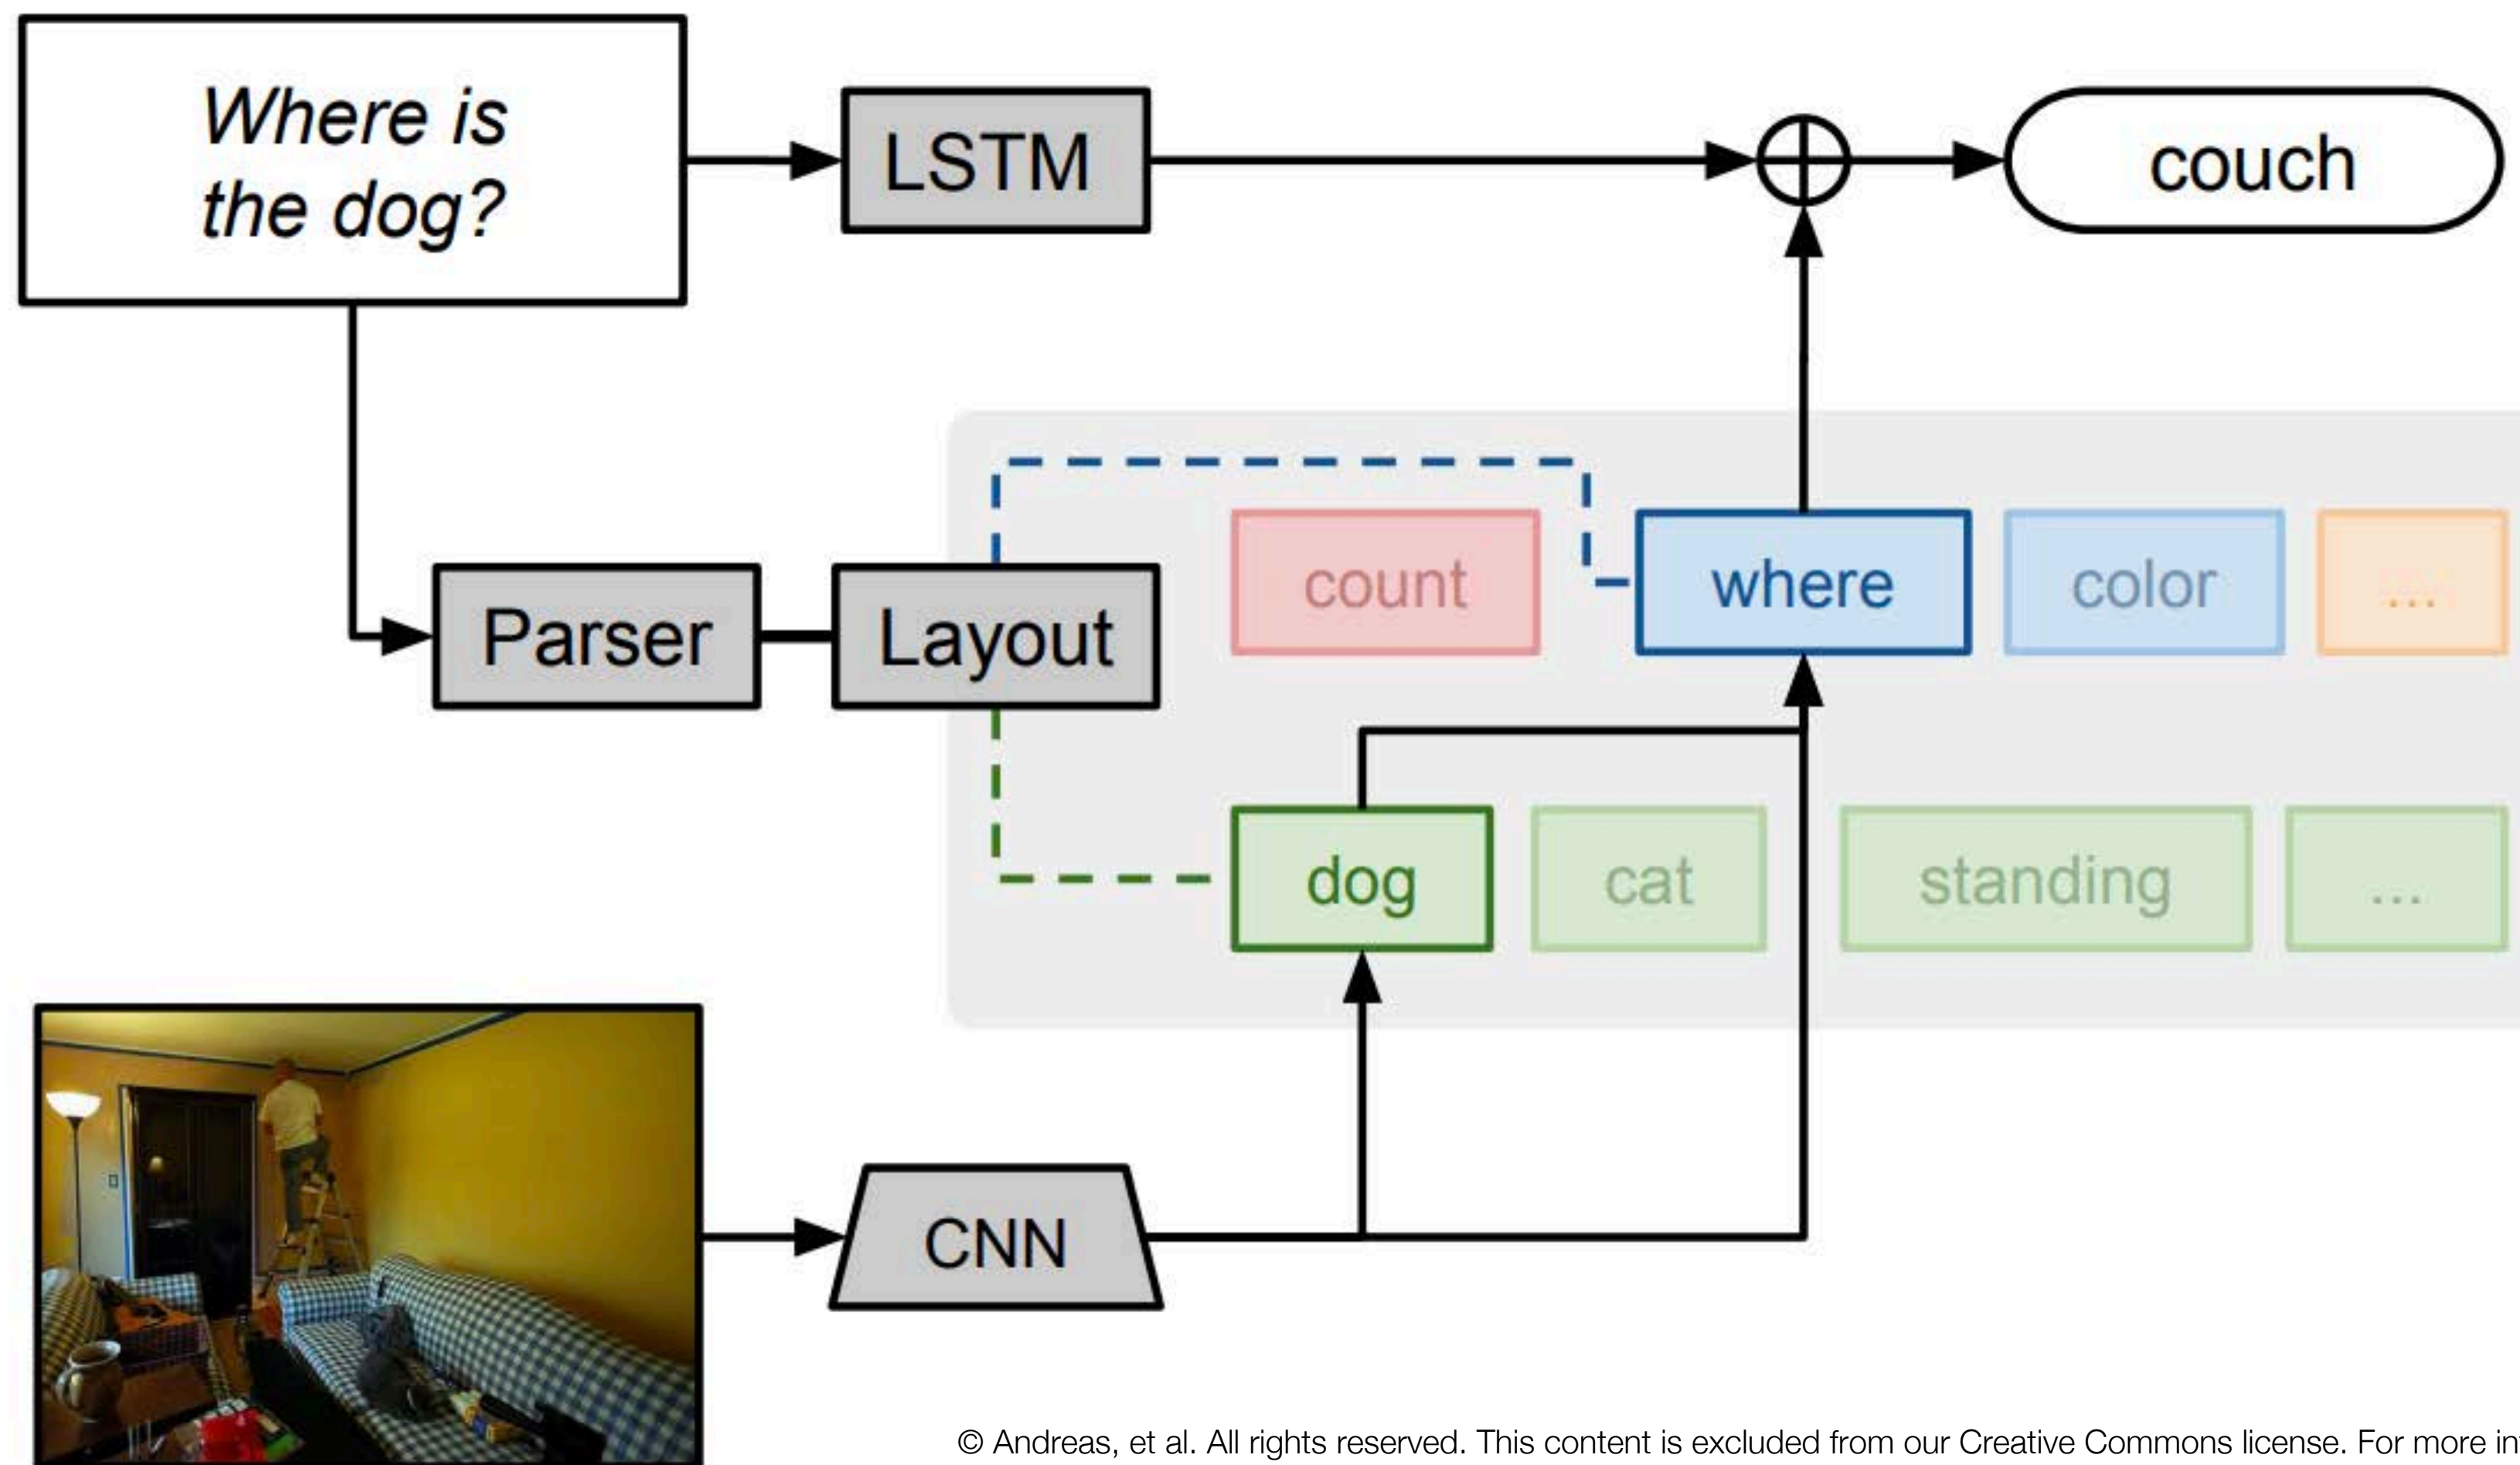 Where is
the dog?
LSTM
couch
Parser
Layout
count
where
color
...
dog
cat
standing
...
CNN
© Andreas, et al. All rights reserved. This content is excluded from our Creative Commons license. For more